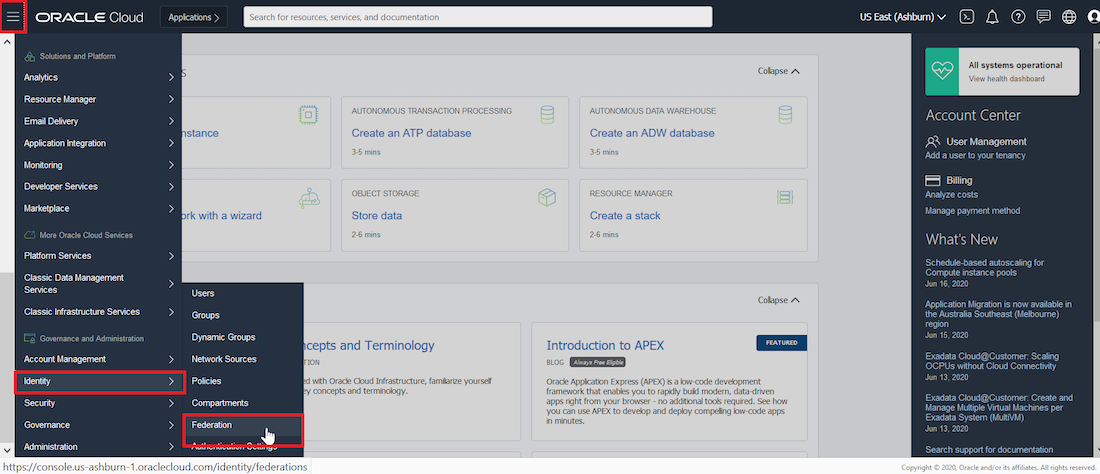 ORACLE Cloud
Applications
Search for resources, services, and documentation
US East (Ashburn)
Solutions and Platform
Analytics
Resource Manager
Email Delivery
Application Integration
Monitoring
Developer Services
Marketplace
More Oracle Cloud Services
Platform Services
Classic Data Management
Services
Classic Infrastructure Services
Governance and Administration
Account Management
Identity
Security
Governance
Administration
Users
Groups
Dynamic Groups
Network Sources
Policies
Compartments
Federation
Authentication Settings
Collapse
AUTONOMOUS TRANSACTION PROCESSING
Create an ATP database
3-5 mins
AUTONOMOUS DATA WAREHOUSE
Create an ADW database
3-5 mins
with a wizard
OBJECT STORAGE
Store data
2-6 mins
RESOURCE MANAGER
Create a stack
2-6 mins
Collapse
and Terminology
with Oracle Cloud Infrastructure, familiarize yourself
key concepts and terminology.
Introduction to APEX
FEATURED
BLOG Always Free Eligible
Oracle Application Express (APEX) is a low-code development
framework that enables you to rapidly build modern, data-driven
apps right from your browser - no additional tools required. See how
you can use APEX to develop and deploy compelling low-code apps
in minutes.
All systems operational
View health dashboard
Account Center
User Management
Add a user to your tenancy
Billing
Analyze costs
Manage payment method
What's New
Schedule-based autoscaling for
Compute instance pools
Jun 16, 2020
Application Migration is now available in
the Australia Southeast (Melbourne)
region
Jun 15, 2020
Exadata Cloud@Customer: Scaling
OCPUs without Cloud Connectivity
Jun 13, 2020
Exadata Cloud@Customer: Create and
Manage Multiple Virtual Machines per
Exadata System (MultiVM)
Jun 13, 2020
Search support for documentation
https://console.us-ashburn-1.oraclecloud.com/identity/federations
Copyright © 2020, Oracle and/or its affiliates. All rights reserved.